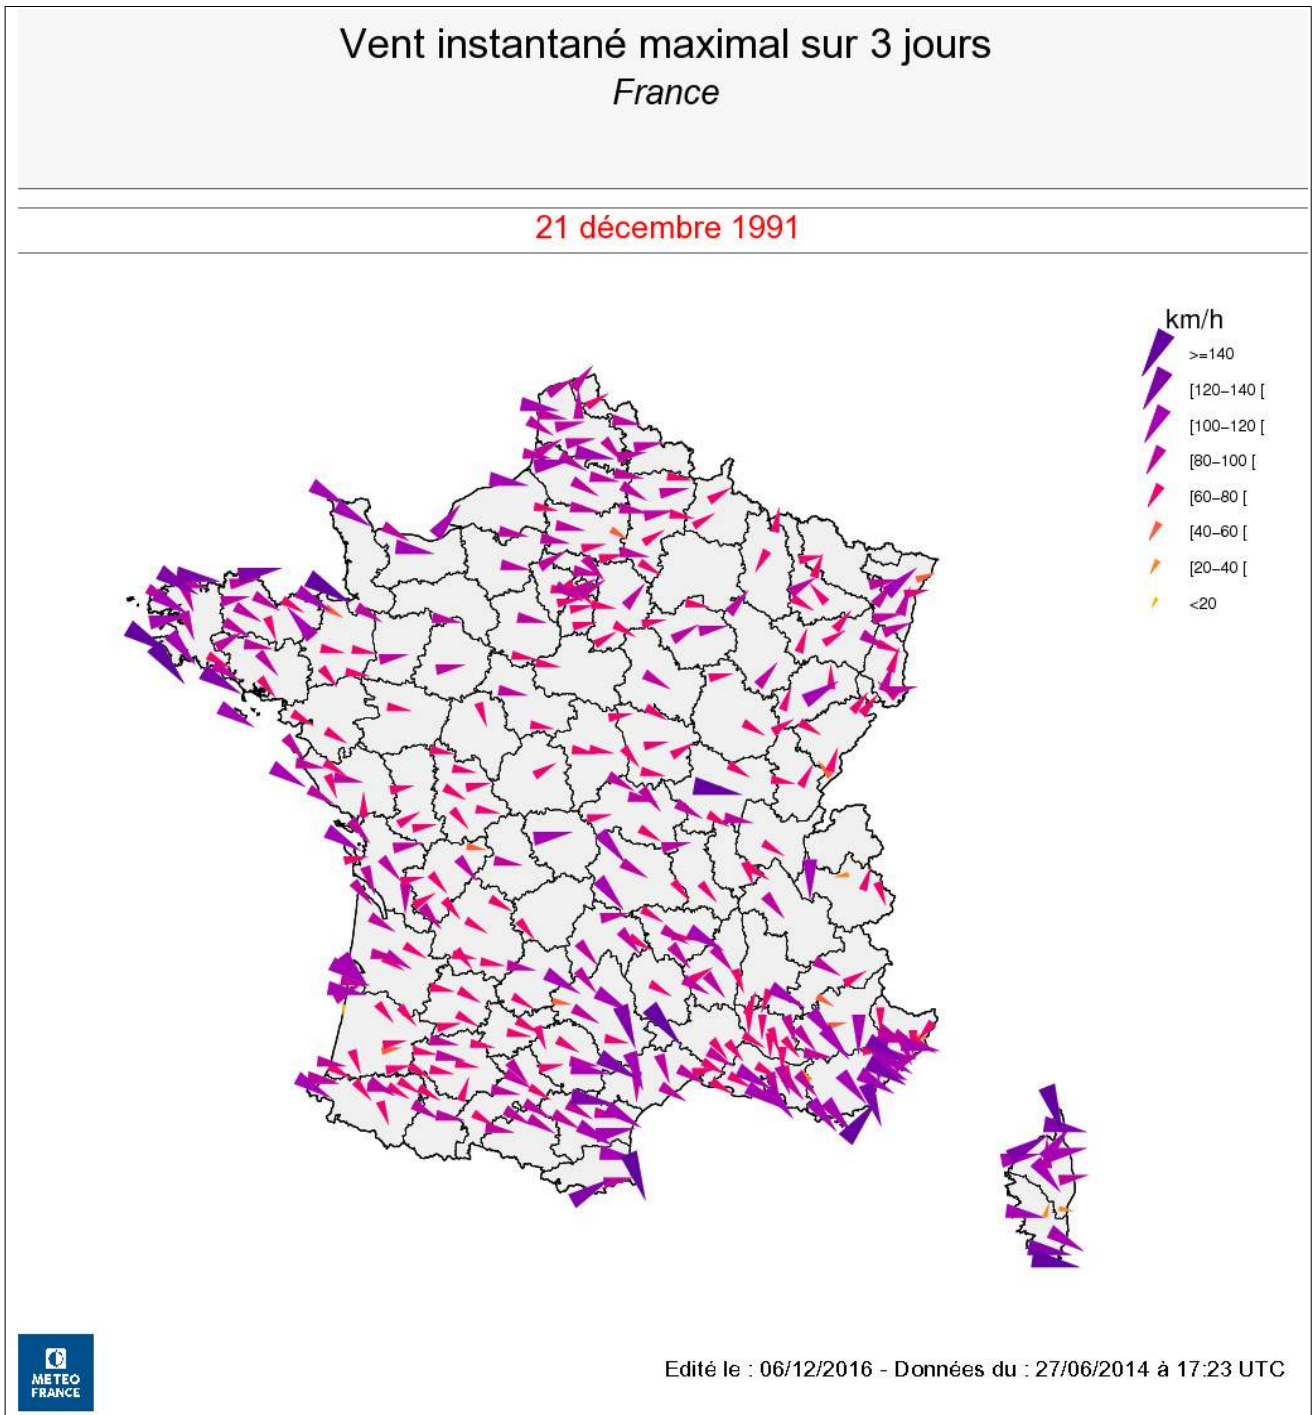 Vent instantané maximal sur 3 jours
France
21 décembre 1991
km/h
>=140
[120–140 [
[100–120 [
[80–100 [
[60–80 [
[40–60 [
[20–40 [
<20
METEO
FRANCE
Edité le : 06/12/2016 - Données du : 27/06/2014 à 17:23 UTC